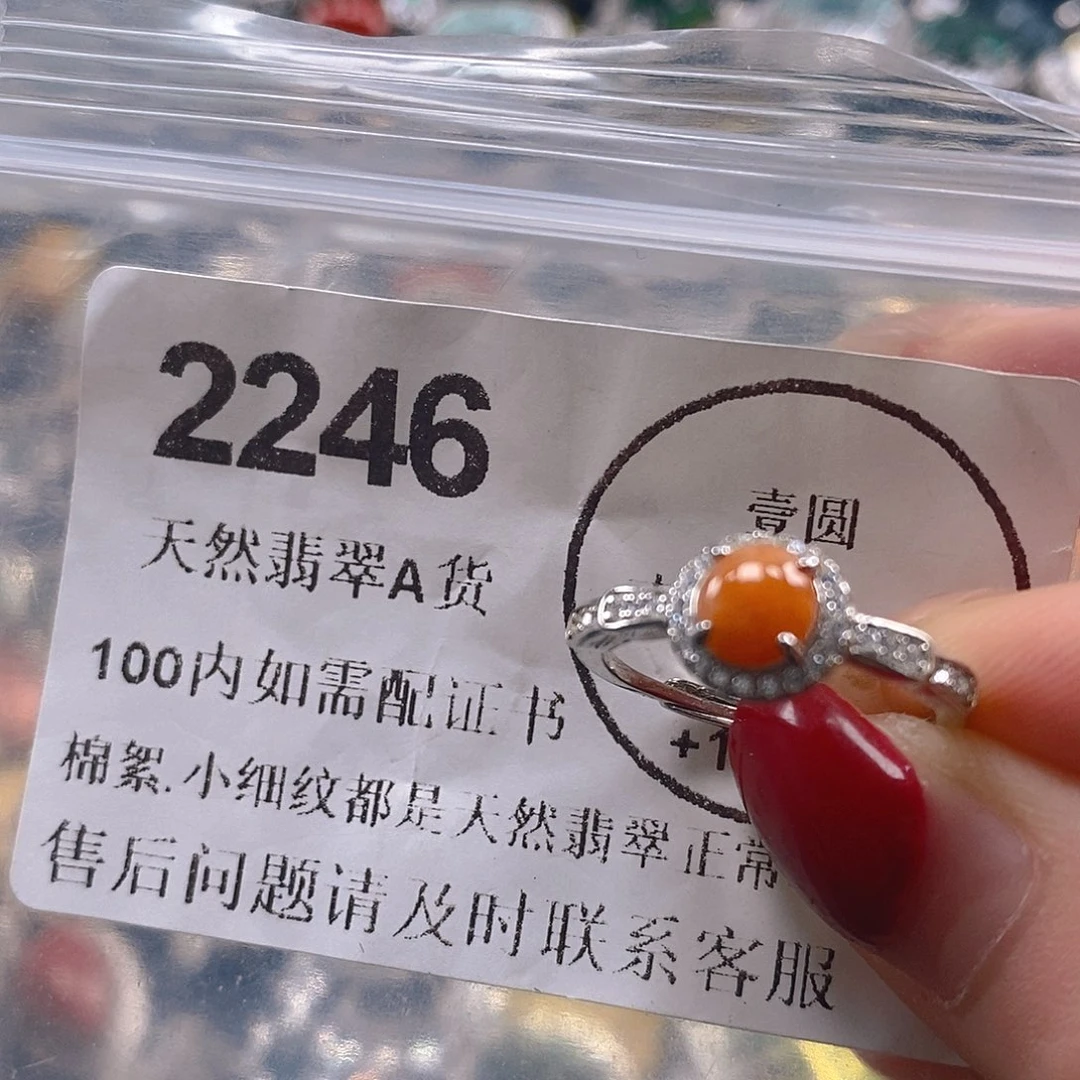 2246
壹圆
天然翡翠A货
100内如需配证书
+1
棉絮.小细纹都是天然翡翠正常
售后问题请及时联系客服